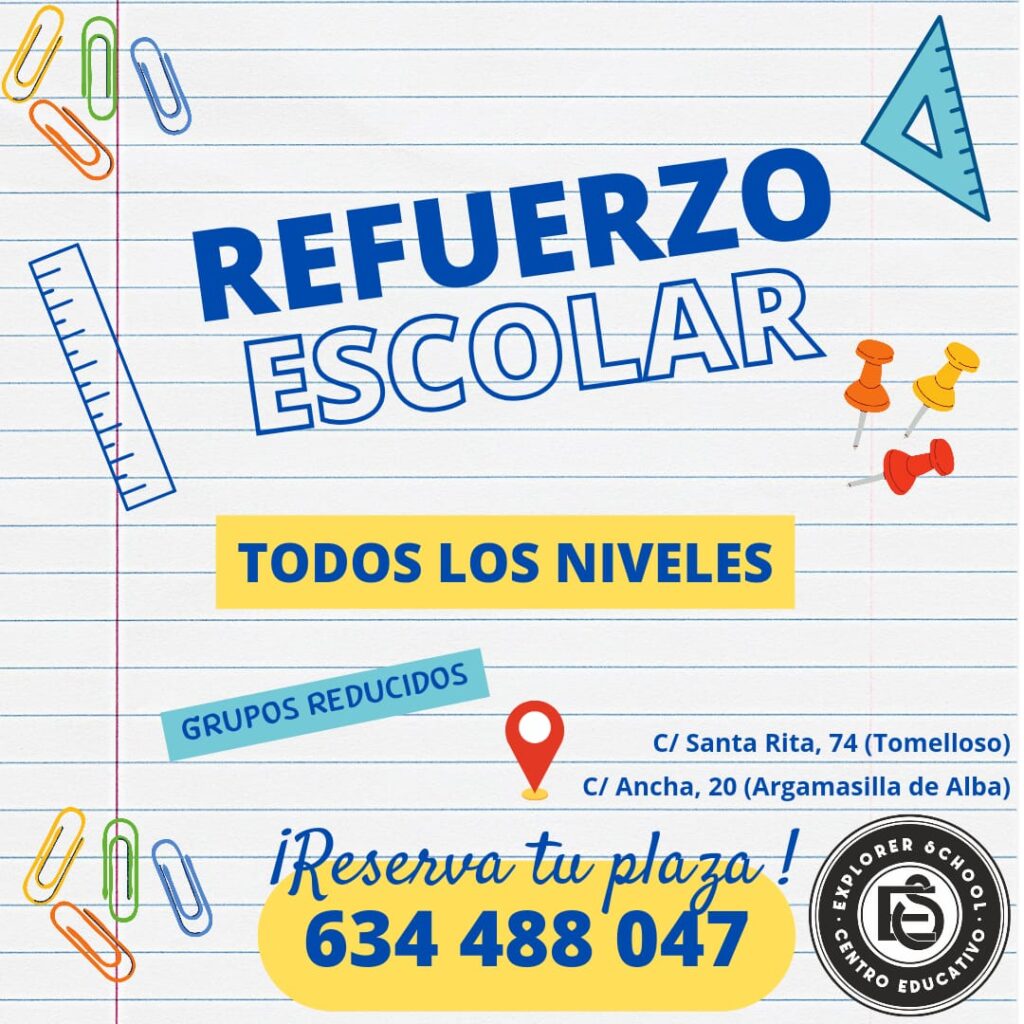 REFUERZO
ESCOLAR
TODOS LOS NIVELES
GRUPOS REDUCIDOS
C/ Santa Rita, 74 (Tomelloso)
C/ Ancha, 20 (Argamasilla de Alba)
¡Reserva tu plaza !
634 488 047
EXPLORER SCHOOL
CENTRO EDUCATIVO